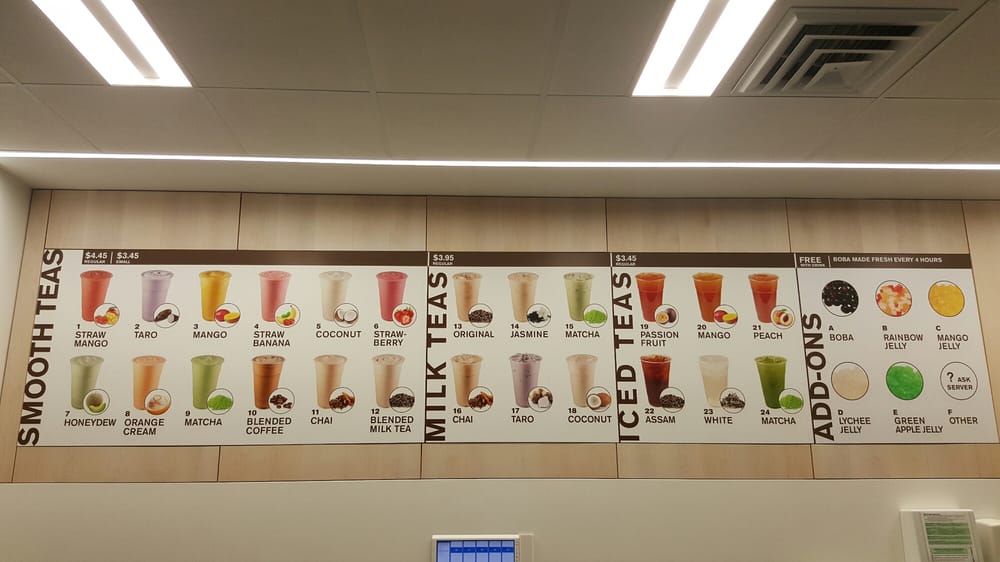 SMOOTH TEAS
$4.45 REGULAR | $3.45 SMALL
1
STRAW
MANGO
2
TARO
3
MANGO
4
STRAW
BANANA
5
COCONUT
6
STRAW-
BERRY
7
HONEYDEW
8
ORANGE
CREAM
9
MATCHA
10
BLENDED
COFFEE
11
CHAI
12
BLENDED
MILK TEA
MILK TEAS
$3.95
REGULAR
13
ORIGINAL
14
JASMINE
15
MATCHA
16
CHAI
17
TARO
18
COCONUT
ICED TEAS
$3.45
REGULAR
19
PASSION
FRUIT
20
MANGO
21
PEACH
22
ASSAM
23
WHITE
24
MATCHA
ADD-ONS
FREE
WITH DRINK
BOBA MADE FRESH EVERY 4 HOURS
A
BOBA
B
RAINBOW
JELLY
C
MANGO
JELLY
D
LYCHEE
JELLY
E
GREEN
APPLE JELLY
? ASK
SERVER
F
OTHER